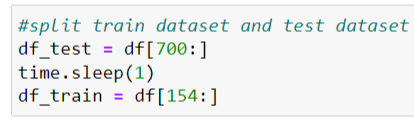 #split train dataset and test dataset
df_test = df[700:]
time.sleep(1)
df_train = df[154:]